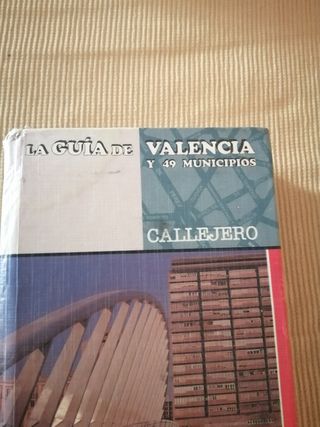 LA GUÍA DE VALENCIA
Y 49 MUNICIPIOS
CALLEJERO